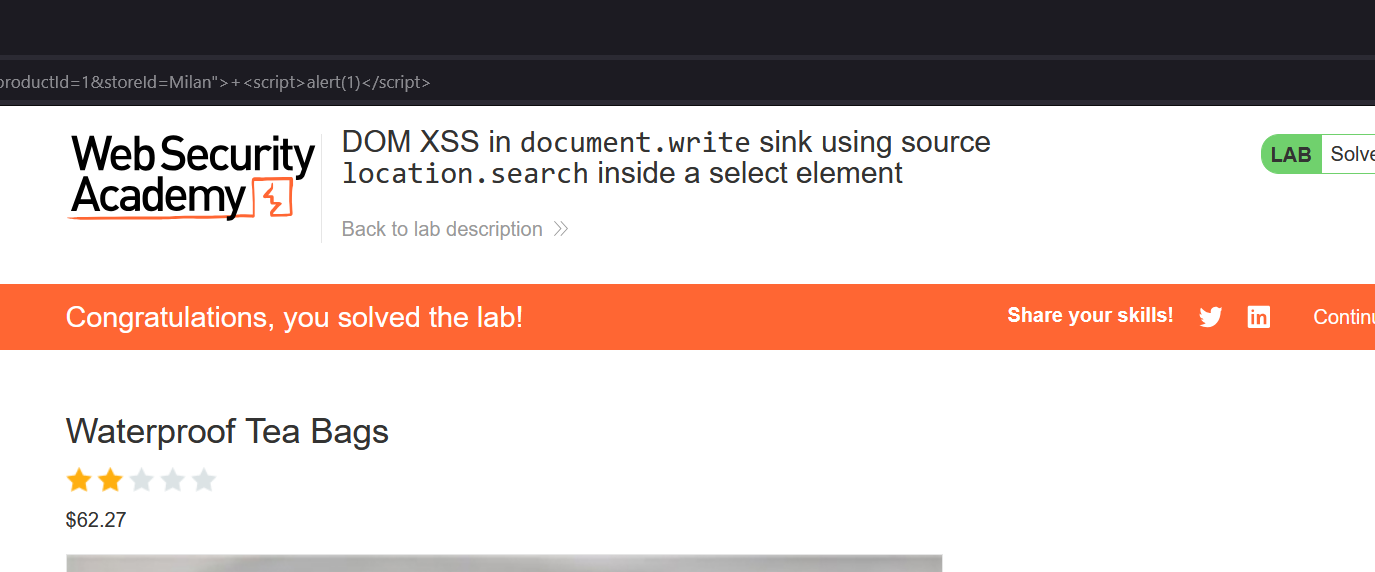 productId=1&storeId=Milan">+<script>alert(1)</script>
WebSecurity
Academy
DOM XSS in document.write sink using source
location.search inside a select element
LAB
Solve
Back to lab description
Congratulations, you solved the lab!
Share your skills!
Continu
Waterproof Tea Bags
$62.27